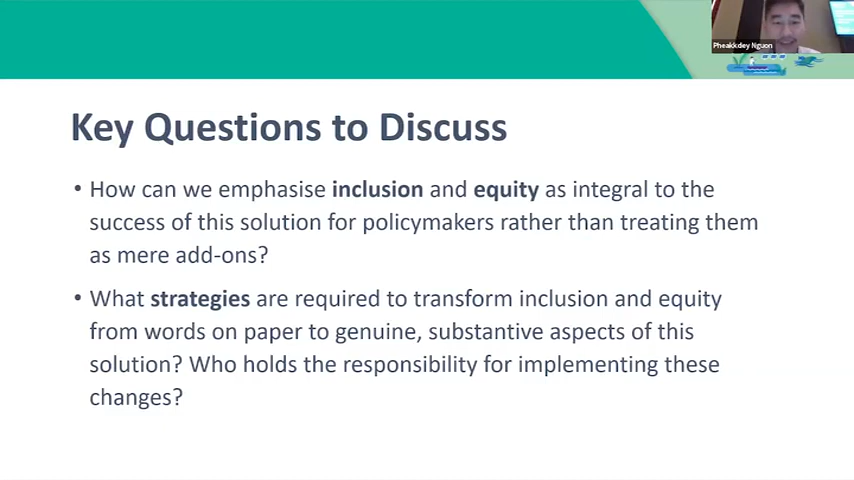 Pheakkdey Nguon
Key Questions to Discuss
• How can we emphasise inclusion and equity as integral to the
success of this solution for policymakers rather than treating them
as mere add-ons?
• What strategies are required to transform inclusion and equity
from words on paper to genuine, substantive aspects of this
solution? Who holds the responsibility for implementing these
changes?